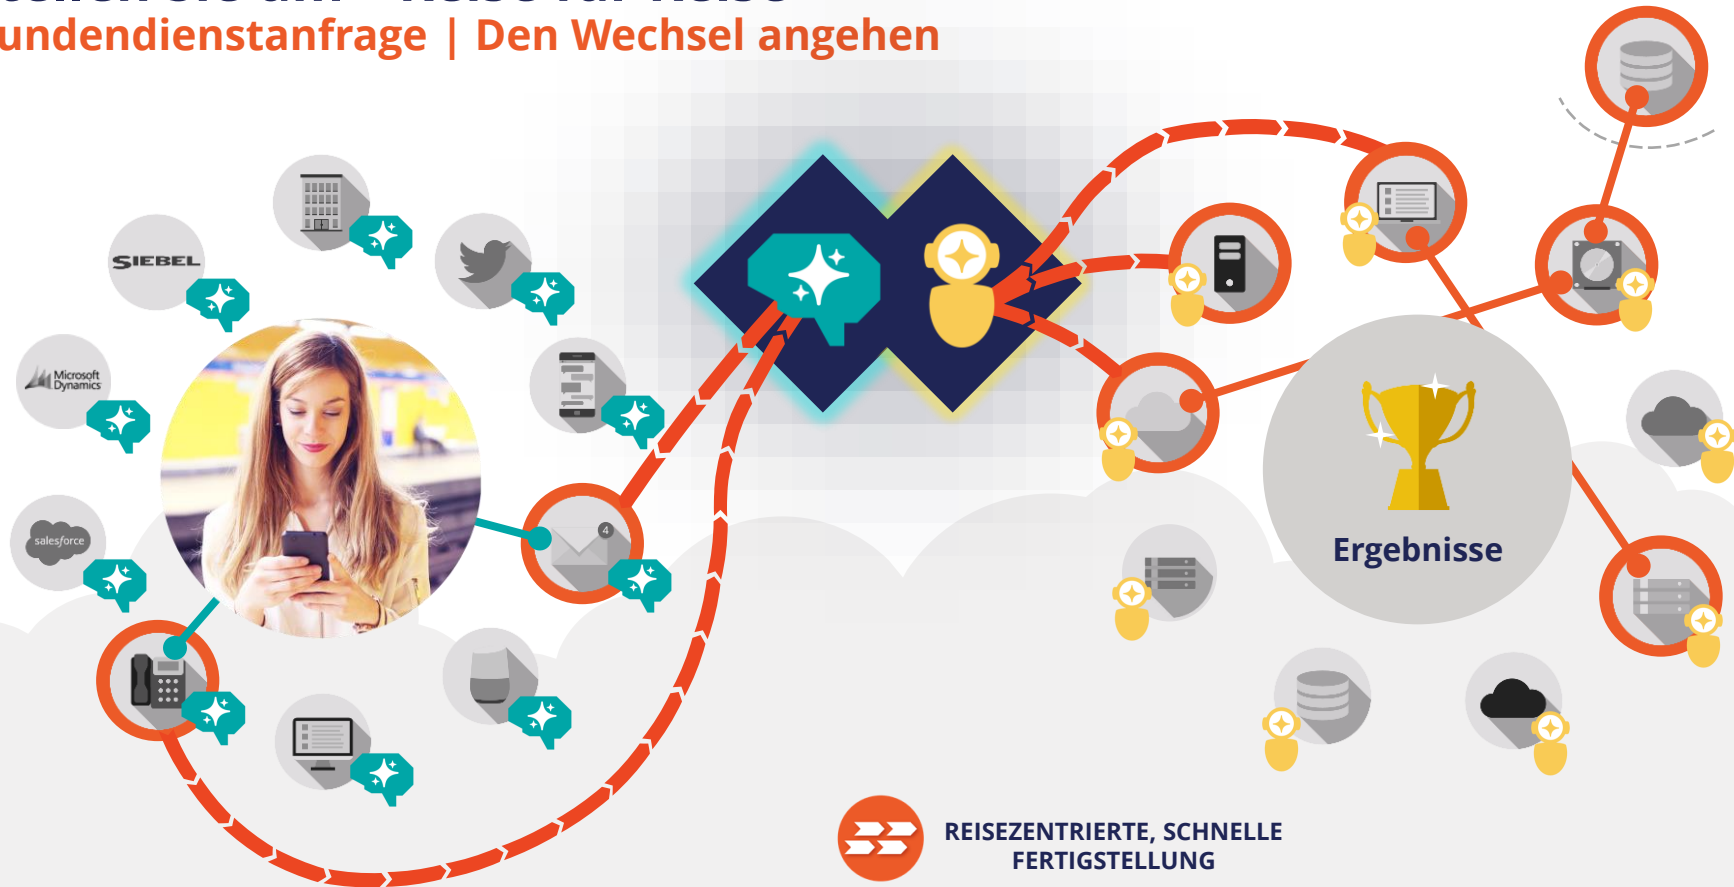 undendienstanfrage | Den Wechsel angehen
SIEBEL
Microsoft
Dynamics
salesforce
4
Ergebnisse
REISEZENTRIERTE, SCHNELLE
FERTIGSTELLUNG